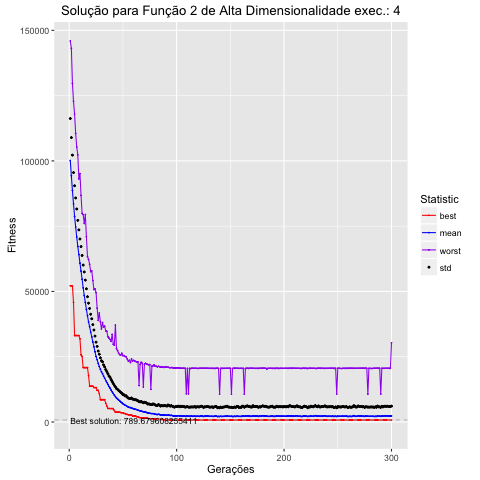 Solução para Função 2 de Alta Dimensionalidade exec.: 4
150000
100000
50000
0
Fitness
Best solution: 789.679606255411
0
100
200
300
Gerações
Statistic
best
mean
worst
std